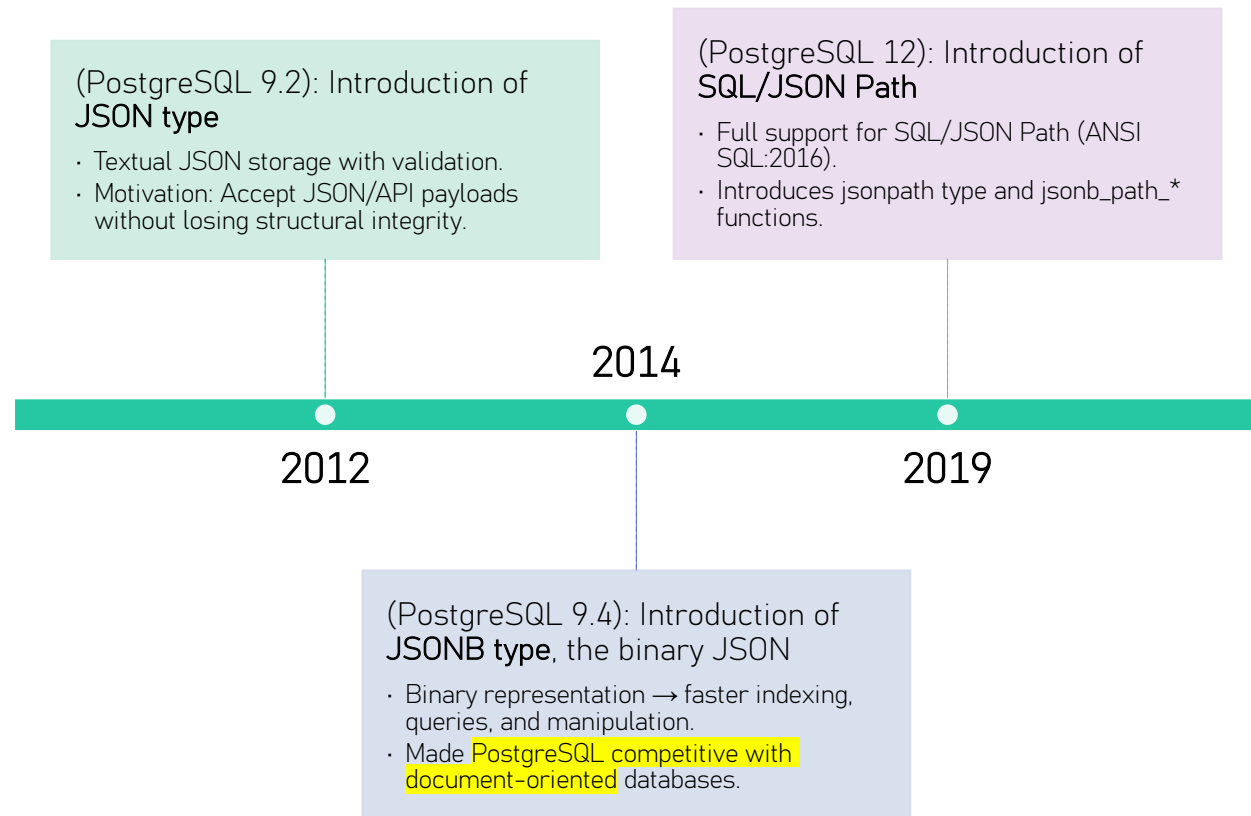 (PostgreSQL 9.2): Introduction of
JSON type
· Textual JSON storage with validation.
· Motivation: Accept JSON/API payloads
without losing structural integrity.
(PostgreSQL 12): Introduction of
SQL/JSON Path
· Full support for SQL/JSON Path (ANSI
SQL:2016).
· Introduces jsonpath type and jsonb_path_*
functions.
2014
2012
2019
(PostgreSQL 9.4): Introduction of
JSONB type, the binary JSON
· Binary representation → faster indexing,
queries, and manipulation.
· Made PostgreSQL competitive with
document-oriented databases.